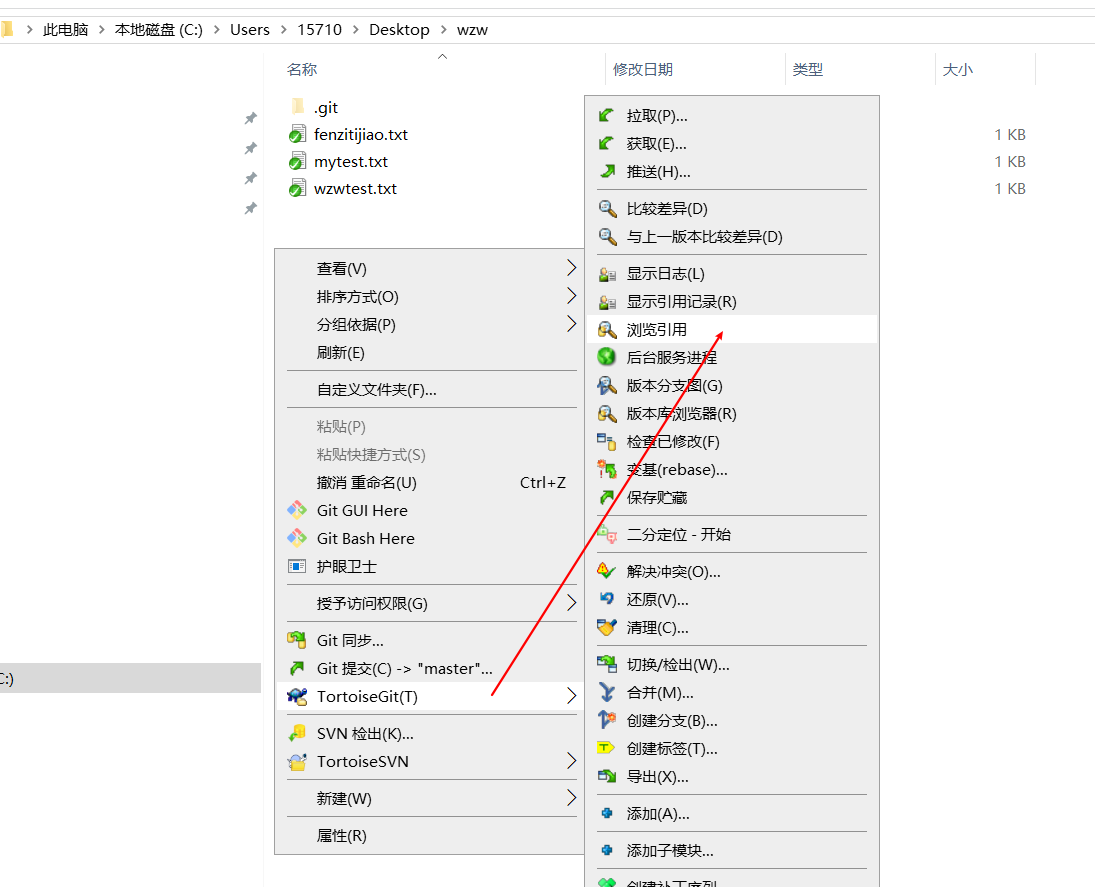 此电脑 > 本地磁盘 (C:) > Users > 15710 > Desktop > wzw
名称 修改日期 类型 大小
.git
fenzitijiao.txt 1 KB
mytest.txt 1 KB
wzwtest.txt 1 KB
C:)
查看(V)
排序方式(O)
分组依据(P)
刷新(E)
自定义文件夹(F)...
粘贴(P)
粘贴快捷方式(S)
撤消 重命名(U) Ctrl+Z
Git GUI Here
Git Bash Here
护眼卫士
授予访问权限(G)
Git 同步...
Git 提交(C) -> "master"...
TortoiseGit(T)
SVN 检出(K)...
TortoiseSVN
新建(W)
属性(R)
拉取(P)...
获取(E)...
推送(H)...
比较差异(D)
与上一版本比较差异(D)
显示日志(L)
显示引用记录(R)
浏览引用
后台服务进程
版本分支图(G)
版本库浏览器(R)
检查已修改(F)
变基(rebase)...
保存贮藏
二分定位 - 开始
解决冲突(O)...
还原(V)...
清理(C)...
切换/检出(W)...
合并(M)...
创建分支(B)...
创建标签(T)...
导出(X)...
添加(A)...
添加子模块...
创建补丁序列